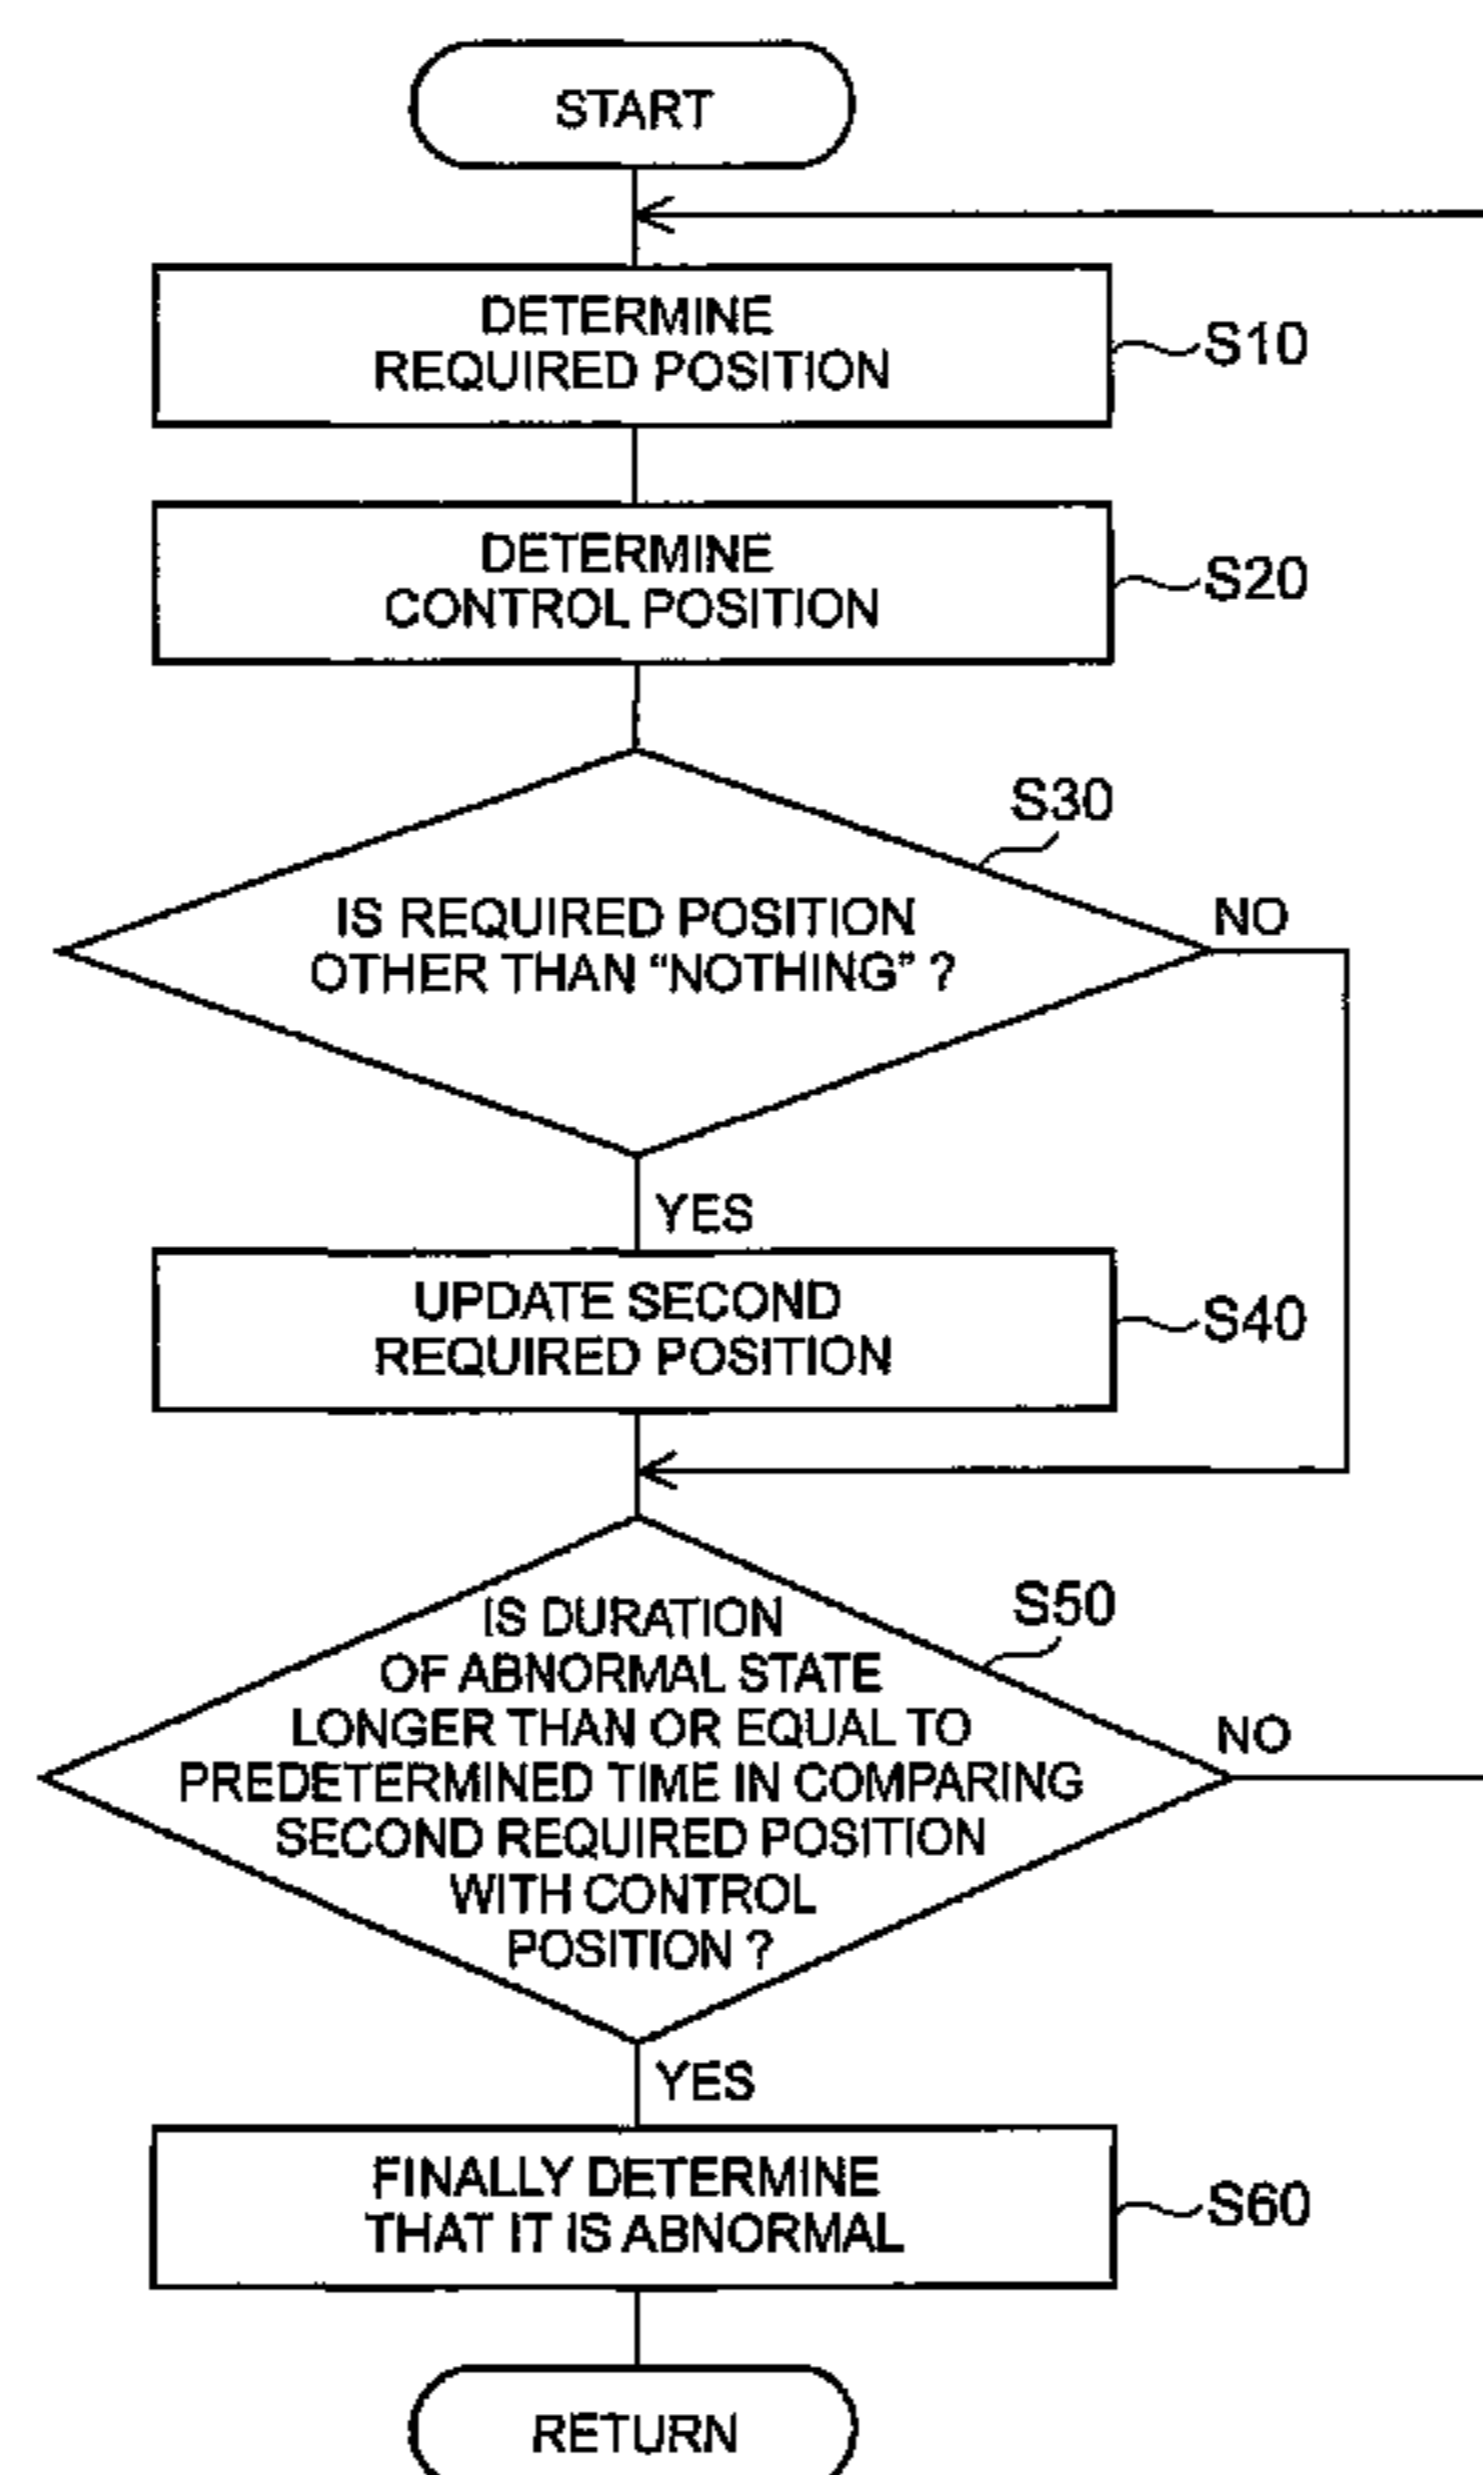 START
DETERMINE
REQUIRED POSITION
S10
DETERMINE
CONTROL POSITION
S20
S30
IS REQUIRED POSITION
OTHER THAN “NOTHING” ?
NO
YES
UPDATE SECOND
REQUIRED POSITION
S40
S50
IS DURATION
OF ABNORMAL STATE
LONGER THAN OR EQUAL TO
PREDETERMINED TIME IN COMPARING
SECOND REQUIRED POSITION
WITH CONTROL
POSITION ?
NO
YES
FINALLY DETERMINE
THAT IT IS ABNORMAL
S60
RETURN